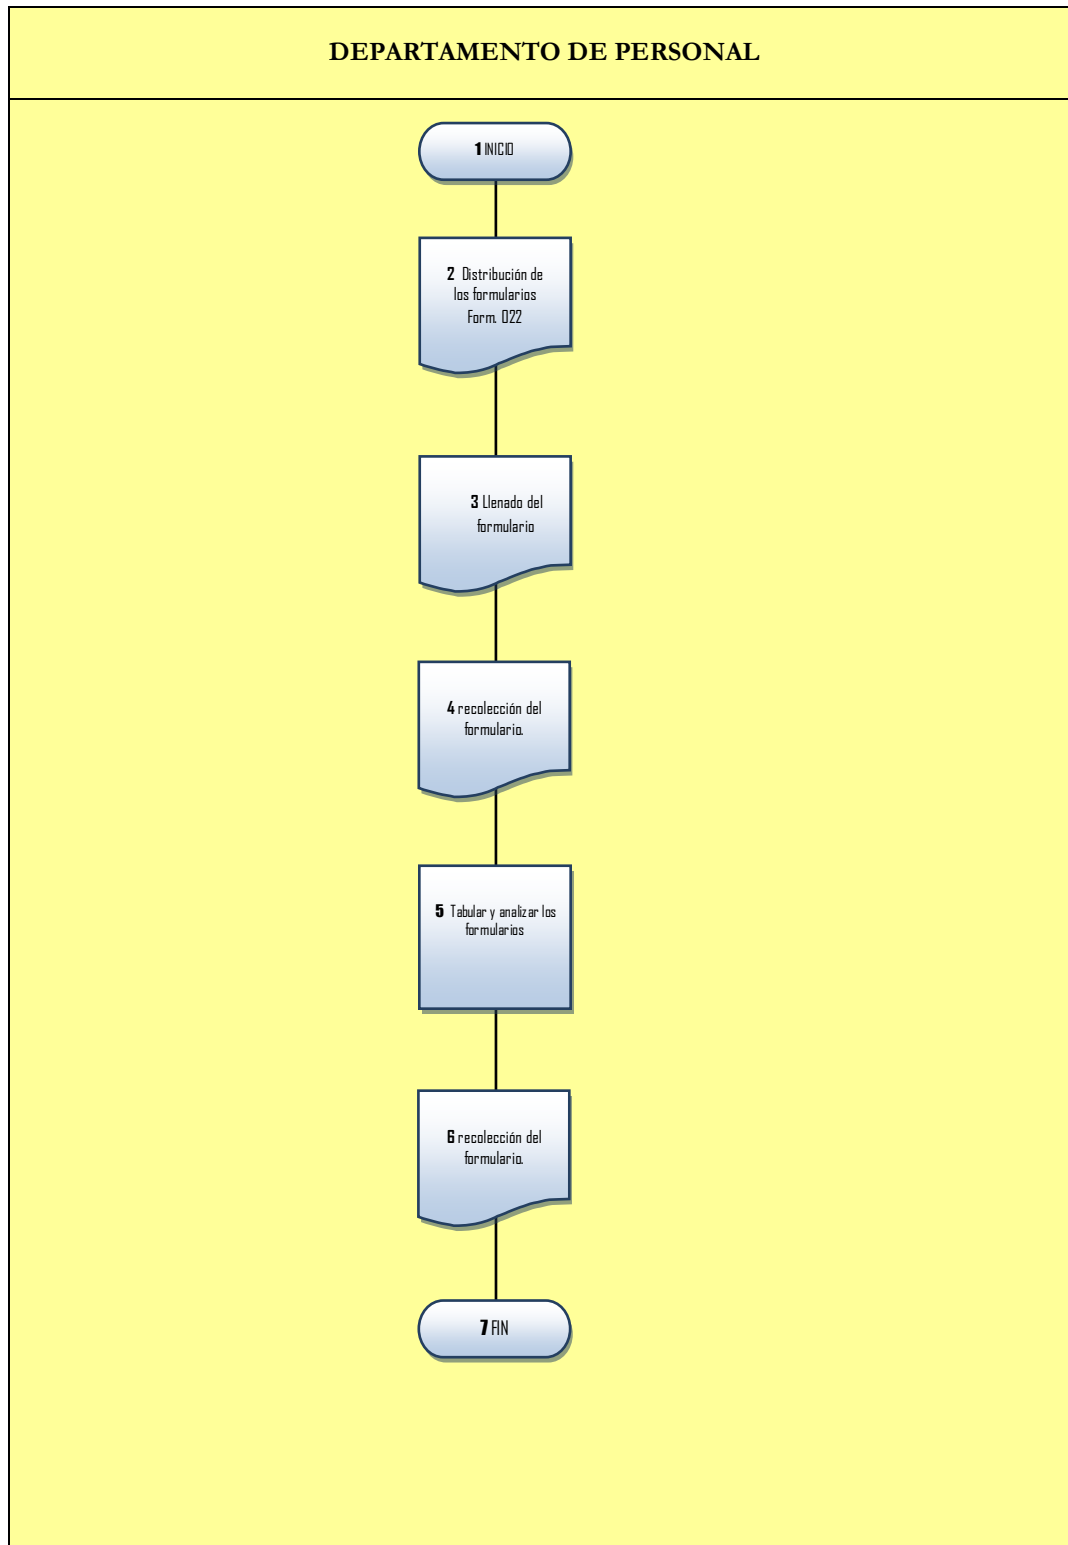 DEPARTAMENTO DE PERSONAL
1 INICIO
2 Distribución de
los formularios
Form. 022
3 Llenado del
formulario
4 recolección del
formulario.
5 Tabular y analizar los
formularios
6 recolección del
formulario.
7 FIN